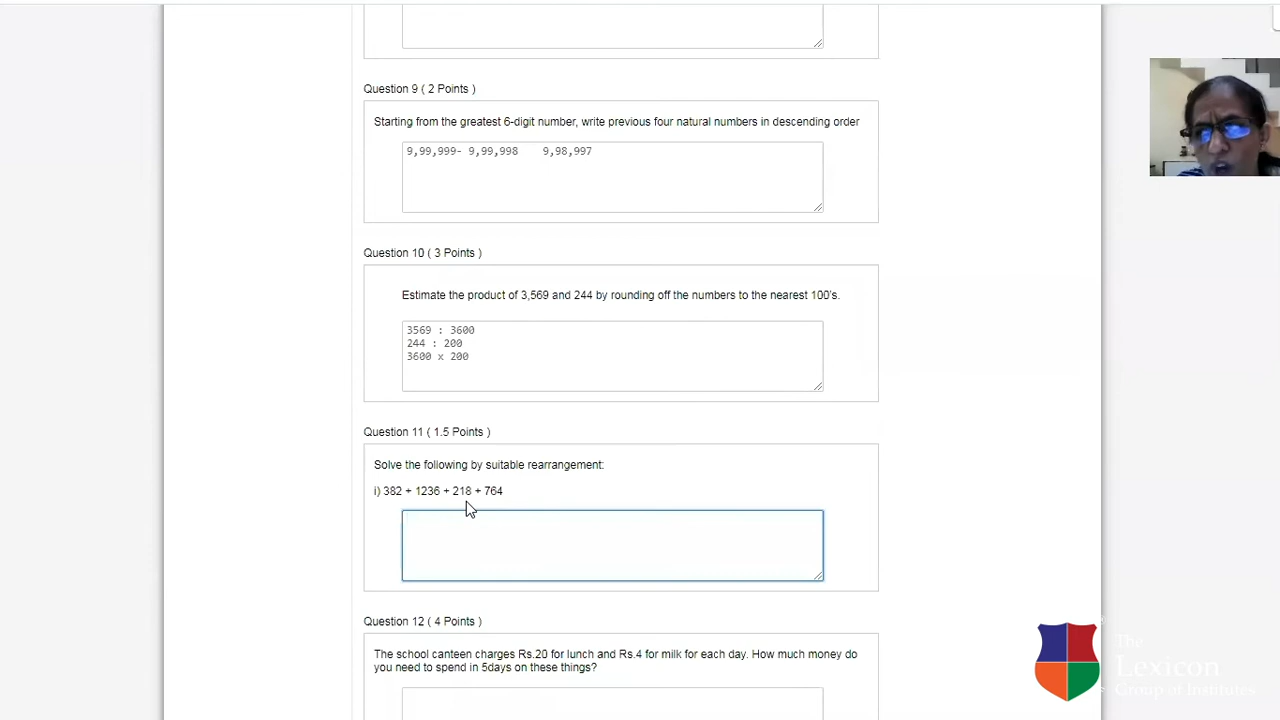 Question 9 ( 2 Points )
Starting from the greatest 6-digit number, write previous four natural numbers in descending order
9,99,999- 9,99,998    9,98,997
Question 10 ( 3 Points )
Estimate the product of 3,569 and 244 by rounding off the numbers to the nearest 100's.
3569 : 3600
244 : 200
3600 x 200
Question 11 ( 1.5 Points )
Solve the following by suitable rearrangement:
i) 382 + 1236 + 218 + 764
Question 12 ( 4 Points )
The school canteen charges Rs.20 for lunch and Rs.4 for milk for each day. How much money do
you need to spend in 5days on these things?
The
Lexicon
Group of Institutes